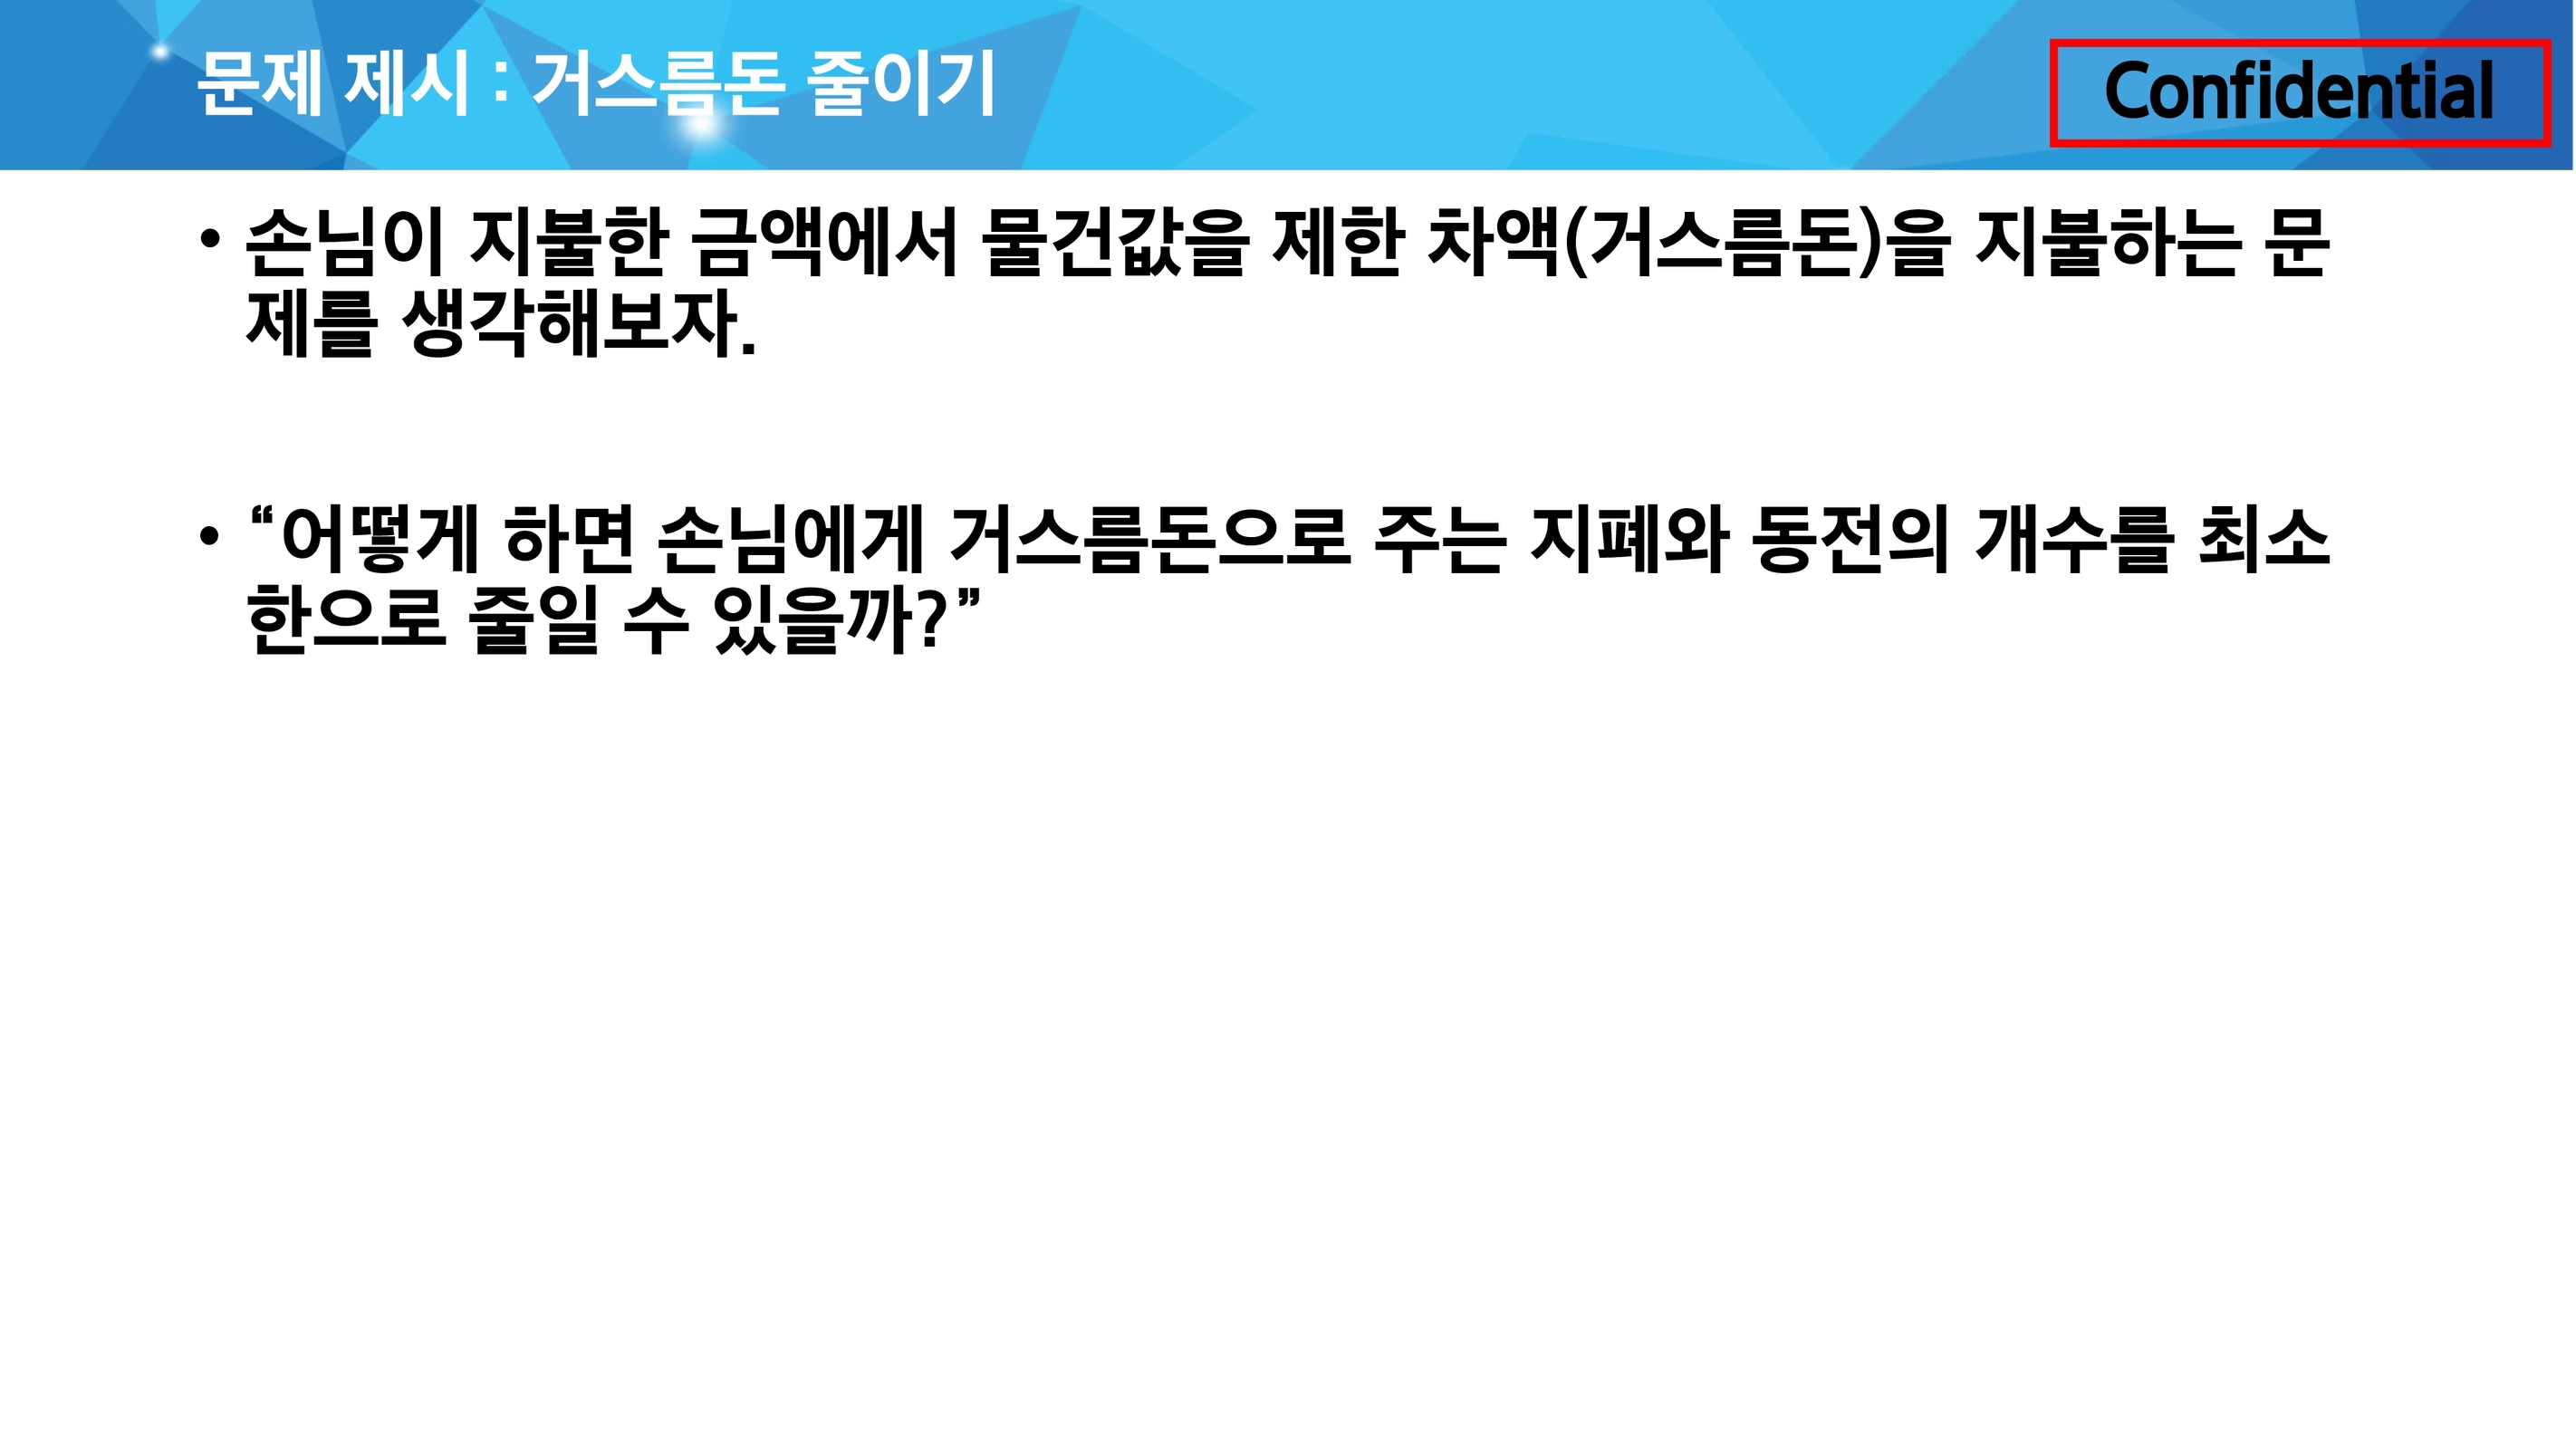 문제 제시 : 거스름돈 줄이기
Confidential
• 손님이 지불한 금액에서 물건값을 제한 차액(거스름돈)을 지불하는 문
제를 생각해보자.
• “어떻게 하면 손님에게 거스름돈으로 주는 지폐와 동전의 개수를 최소
한으로 줄일 수 있을까?”